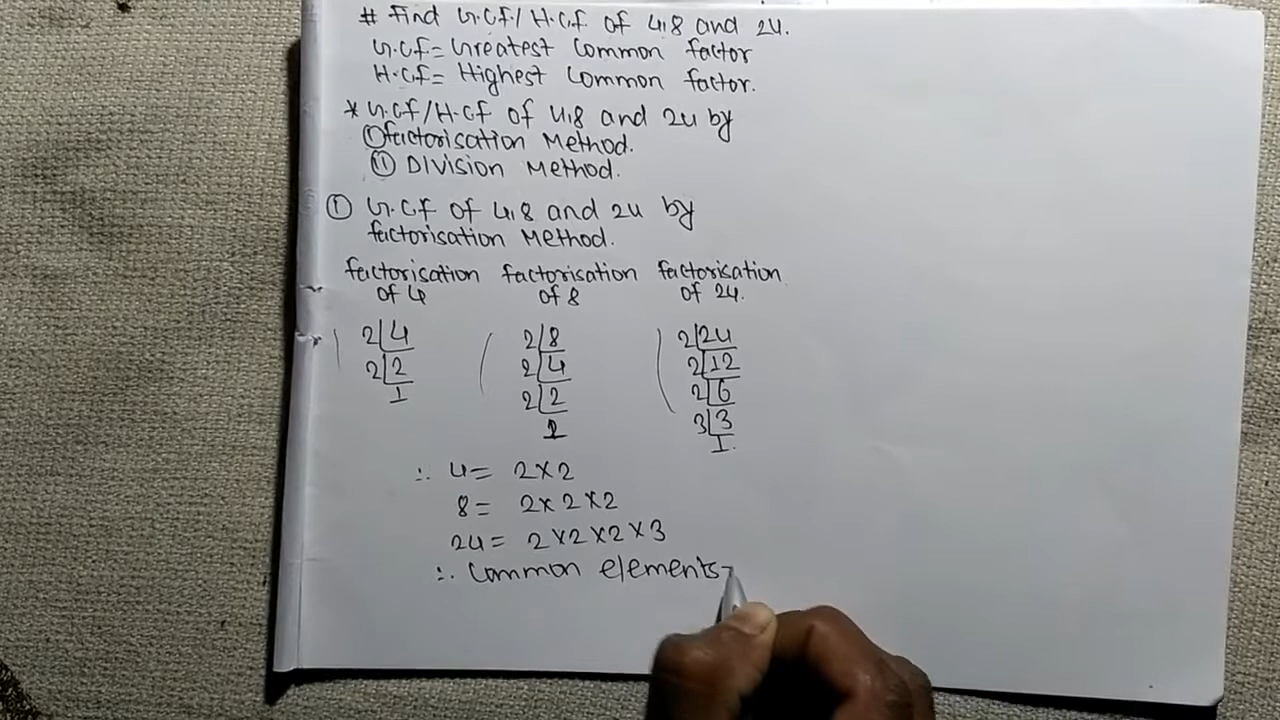 # Find G.C.f./H.C.f of 4,8 and 24.
G.C.f = Greatest Common factor
H.C.f = Highest Common factor.
* G.C.f/H.C.f of 4,8 and 24 by
① factorisation Method.
② Division Method.
① G.C.f of 4,8 and 24 by
factorisation Method.
factorisation factorisation factorisation
of 4 of 8 of 24.
2|4 2|8 2|24
2|2 2|4 2|12
1 2|2 2|6
1 3|3
1.
∴ 4 = 2×2
8 = 2×2×2
24 = 2×2×2×3
∴ Common elements-